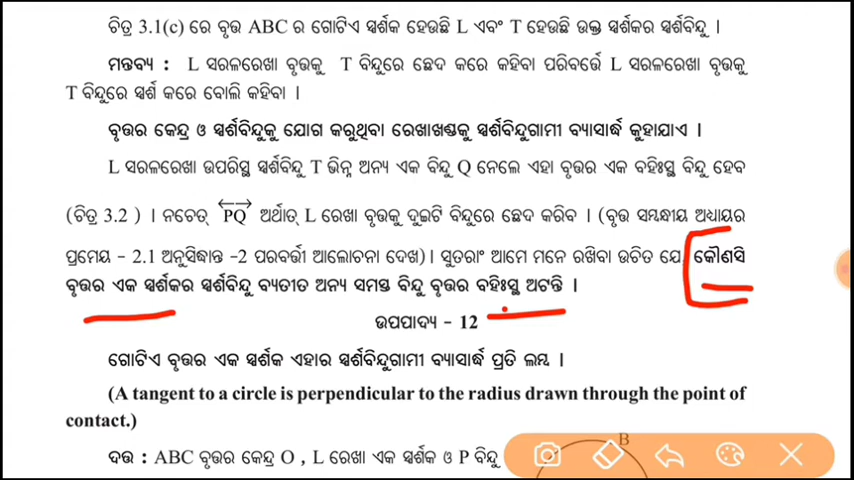 ଚିତ୍ର 3.1(c) ରେ ବୃତ୍ତ ABC ର ଗୋଟିଏ ସ୍ପର୍ଶକ ହେଉଛି L ଏବଂ T ହେଉଛି ଉକ୍ତ ସ୍ପର୍ଶକର ସ୍ପର୍ଶବିନ୍ଦୁ ।
ମନ୍ତବ୍ୟ : L ସରଳରେଖା ବୃତ୍ତକୁ T ବିନ୍ଦୁରେ ଛେଦ କରେ କହିବା ପରିବର୍ତ୍ତେ L ସରଳରେଖା ବୃତ୍ତକୁ
T ବିନ୍ଦୁରେ ସ୍ପର୍ଶ କରେ ବୋଲି କହିବା ।
ବୃତ୍ତର କେନ୍ଦ୍ର ଓ ସ୍ପର୍ଶବିନ୍ଦୁକୁ ଯୋଗ କରୁଥିବା ରେଖାଖଣ୍ଡକୁ ସ୍ପର୍ଶବିନ୍ଦୁଗାମୀ ବ୍ୟାସାର୍ଦ୍ଧ କୁହାଯାଏ ।
L ସରଳରେଖା ଉପରିସ୍ଥ ସ୍ପର୍ଶବିନ୍ଦୁ T ଭିନ୍ନ ଅନ୍ୟ ଏକ ବିନ୍ଦୁ Q ନେଲେ ଏହା ବୃତ୍ତର ଏକ ବହିଃସ୍ଥ ବିନ୍ଦୁ ହେବ
(ଚିତ୍ର 3.2) । ନଚେତ୍ PQ ଅର୍ଥାତ୍ L ରେଖା ବୃତ୍ତକୁ ଦୁଇଟି ବିନ୍ଦୁରେ ଛେଦ କରିବ । (ବୃତ୍ତ ସମ୍ବନ୍ଧୀୟ ଅଧ୍ୟାୟର
ପ୍ରମେୟ - 2.1 ଅନୁସିଦ୍ଧାନ୍ତ -2 ପରବର୍ତ୍ତୀ ଆଲୋଚନା ଦେଖ) । ସୁତରାଂ ଆମେ ମନେ ରଖିବା ଉଚିତ ଯେ କୌଣସି
ବୃତ୍ତର ଏକ ସ୍ପର୍ଶକର ସ୍ପର୍ଶବିନ୍ଦୁ ବ୍ୟତୀତ ଅନ୍ୟ ସମସ୍ତ ବିନ୍ଦୁ ବୃତ୍ତର ବହିଃସ୍ଥ ଅଟନ୍ତି ।
ଉପପାଦ୍ୟ - 12
ଗୋଟିଏ ବୃତ୍ତର ଏକ ସ୍ପର୍ଶକ ଏହାର ସ୍ପର୍ଶବିନ୍ଦୁଗାମୀ ବ୍ୟାସାର୍ଦ୍ଧ ପ୍ରତି ଲମ୍ବ ।
(A tangent to a circle is perpendicular to the radius drawn through the point of
contact.)
ଦତ୍ତ : ABC ବୃତ୍ତର କେନ୍ଦ୍ର O , L ରେଖା ଏକ ସ୍ପର୍ଶକ ଓ P ବିନ୍ଦୁ
B